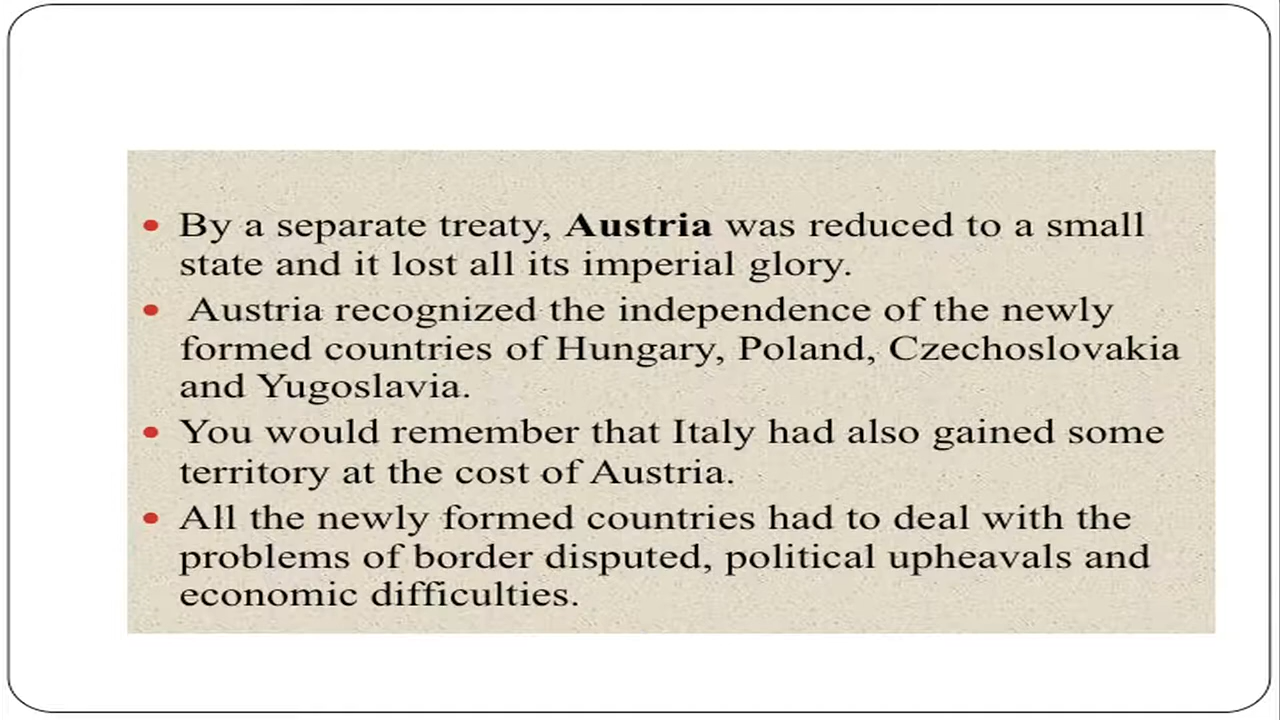 • By a separate treaty, Austria was reduced to a small
state and it lost all its imperial glory.
• Austria recognized the independence of the newly
formed countries of Hungary, Poland, Czechoslovakia
and Yugoslavia.
• You would remember that Italy had also gained some
territory at the cost of Austria.
• All the newly formed countries had to deal with the
problems of border disputed, political upheavals and
economic difficulties.